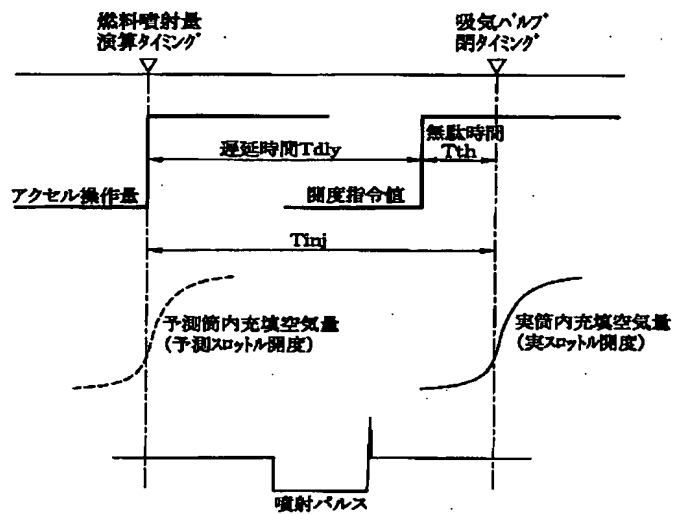 燃料噴射量
演算ﾀｲﾐﾝｸﾞ
吸気ﾊﾞﾙﾌﾞ
閉ﾀｲﾐﾝｸﾞ
無駄時間
Tth
遅延時間Tdly
アクセル操作量
開度指令値
Tinj
予測筒内充填空気量
(予測ｽﾛｯﾄﾙ開度)
実筒内充填空気量
(実ｽﾛｯﾄﾙ開度)
噴射パルス